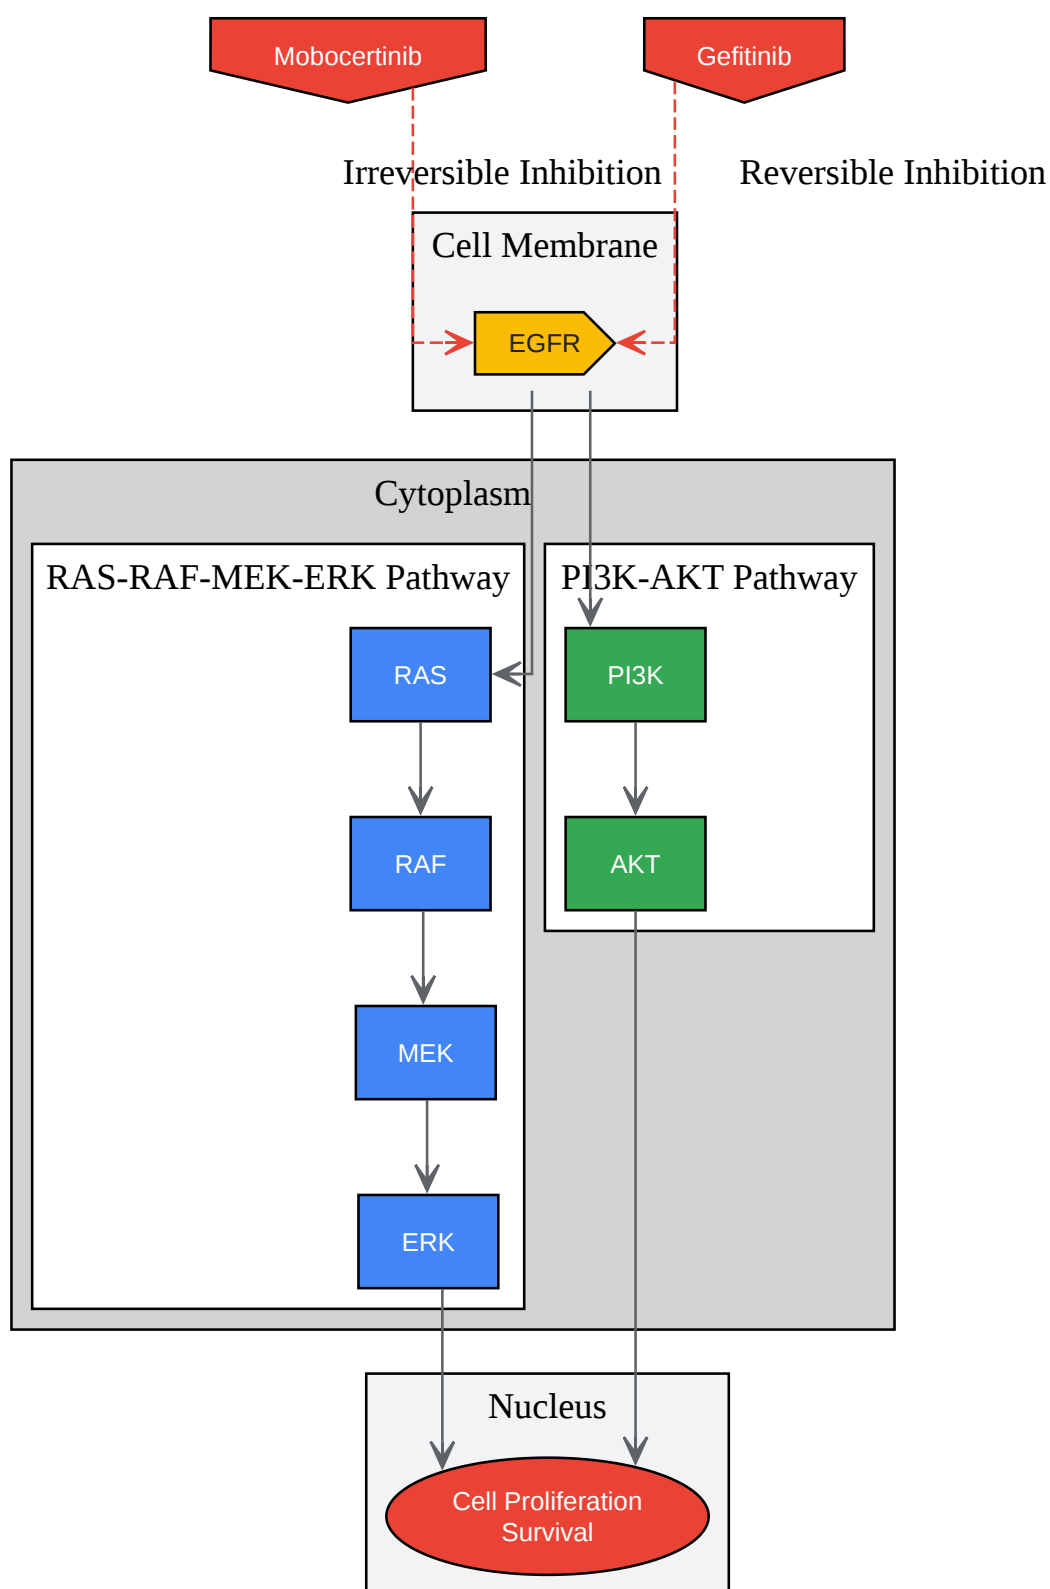 Mobocertinib
Gefitinib
Irreversible Inhibition
Reversible Inhibition
Cell Membrane
EGFR
Cytoplasm
RAS-RAF-MEK-ERK Pathway
PI3K-AKT Pathway
RAS
PI3K
RAF
AKT
MEK
ERK
Nucleus
Cell Proliferation
Survival